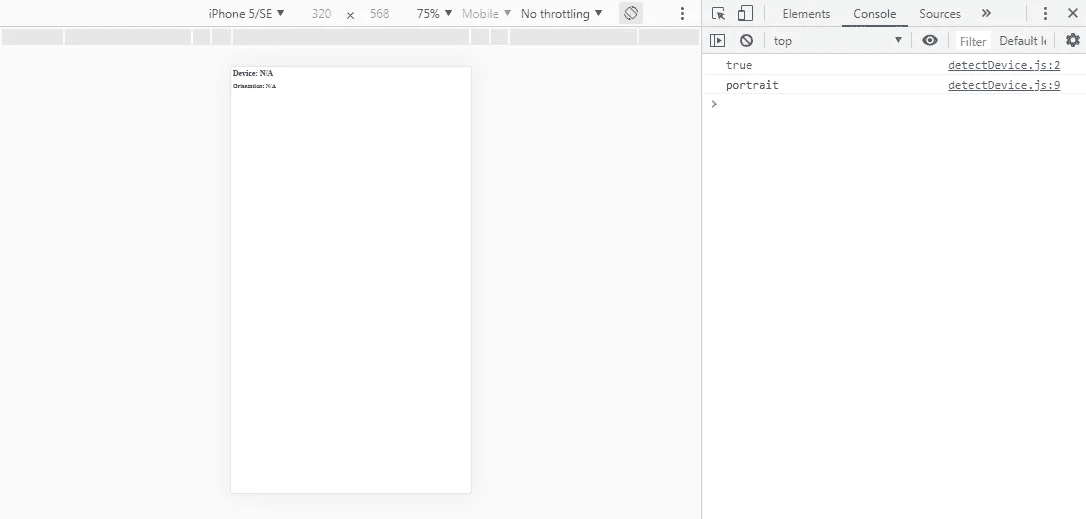 iPhone 5/SE ▼ 320 × 568 75% ▼ Mobile ▼ No throttling ▼
Device: N/A
Orientation: N/A
Elements Console Sources »
top ▼ Filter Default le
true detectDevice.js:2
portrait detectDevice.js:9
>